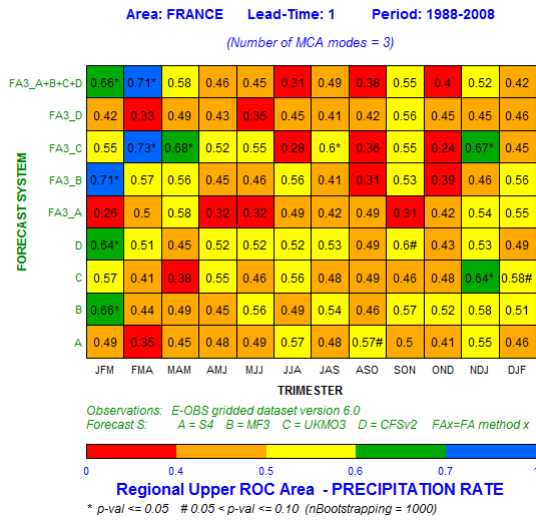 Area: FRANCE Lead-Time: 1 Period: 1988-2008
(Number of MCA modes = 3)
FORECAST SYSTEM
FA3_A+B+C+D 0.66* 0.71* 0.58 0.46 0.45 0.31 0.49 0.38 0.55 0.4 0.52 0.42
FA3_D 0.42 0.33 0.49 0.43 0.35 0.45 0.41 0.42 0.56 0.45 0.45 0.46
FA3_C 0.55 0.73* 0.68* 0.52 0.55 0.28 0.6* 0.36 0.55 0.24 0.67* 0.45
FA3_B 0.71* 0.57 0.56 0.45 0.46 0.56 0.41 0.31 0.53 0.39 0.46 0.56
FA3_A 0.26 0.5 0.58 0.32 0.32 0.49 0.42 0.49 0.31 0.42 0.54 0.55
D 0.64* 0.51 0.45 0.52 0.52 0.52 0.53 0.49 0.6# 0.43 0.53 0.49
C 0.57 0.41 0.38 0.55 0.46 0.56 0.48 0.49 0.46 0.48 0.64* 0.58#
B 0.66* 0.44 0.49 0.45 0.56 0.49 0.54 0.46 0.57 0.52 0.58 0.51
A 0.49 0.35 0.45 0.48 0.49 0.57 0.48 0.57# 0.5 0.41 0.55 0.46
JFM FMA MAM AMJ MJJ JJA JAS ASO SON OND NDJ DJF
TRIMESTER
Observations: E-OBS gridded dataset version 6.0
Forecast S: A = S4 B = MF3 C = UKMO3 D = CFSv2 FAx=FA method x
0 0.4 0.5 0.6 0.7 1
Regional Upper ROC Area - PRECIPITATION RATE
* p-val <= 0.05 # 0.05 < p-val <= 0.10 (nBootstrapping = 1000)